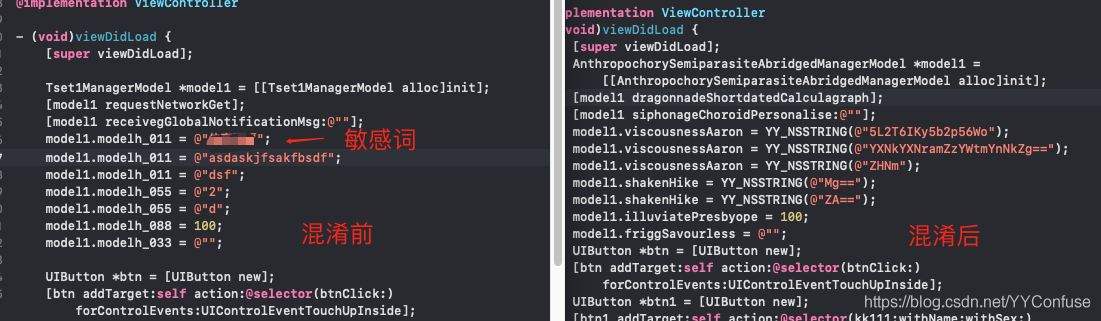 @implementation ViewController
- (void)viewDidLoad {
[super viewDidLoad];
Tset1ManagerModel *model1 = [[Tset1ManagerModel alloc]init];
[model1 requestNetworkGet];
[model1 receivegGlobalNotificationMsg:@""];
model1.modelh_011 = @"";
敏感词
model1.modelh_011 = @"asdaskjfsakfbsdf";
model1.modelh_011 = @"dsf";
model1.modelh_055 = @"2";
model1.modelh_055 = @"d";
model1.modelh_088 = 100;
model1.modelh_033 = @"";
混淆前
UIButton *btn = [UIButton new];
[btn addTarget:self action:@selector(btnClick:)
forControlEvents:UIControlEventTouchUpInside];
plementation ViewController
void)viewDidLoad {
[super viewDidLoad];
AnthropochorySemiparasiteAbridgedManagerModel *model1 =
[[AnthropochorySemiparasiteAbridgedManagerModel alloc]init];
[model1 dragonnadeShortdatedCalculagraph];
[model1 siphonageChoroidPersonalise:@""];
model1.viscousnessAaron = YY_NSSTRING(@"5L2T6IKy5b2p56Wo");
model1.viscousnessAaron = YY_NSSTRING(@"YXNkYXNramZzYWtmYnNkZg==");
model1.viscousnessAaron = YY_NSSTRING(@"ZHNm");
model1.shakenHike = YY_NSSTRING(@"Mg==");
model1.shakenHike = YY_NSSTRING(@"ZA==");
model1.illuviatePresbyope = 100;
model1.friggSavourless = @"";
混淆后
UIButton *btn = [UIButton new];
[btn addTarget:self action:@selector(btnClick:)
forControlEvents:UIControlEventTouchUpInside];
UIButton *btn1 = [UIButton new];
[btn1 addTarget:self action:@selector(kk111:withName:withSex:)
https://blog.csdn.net/YYConfuse